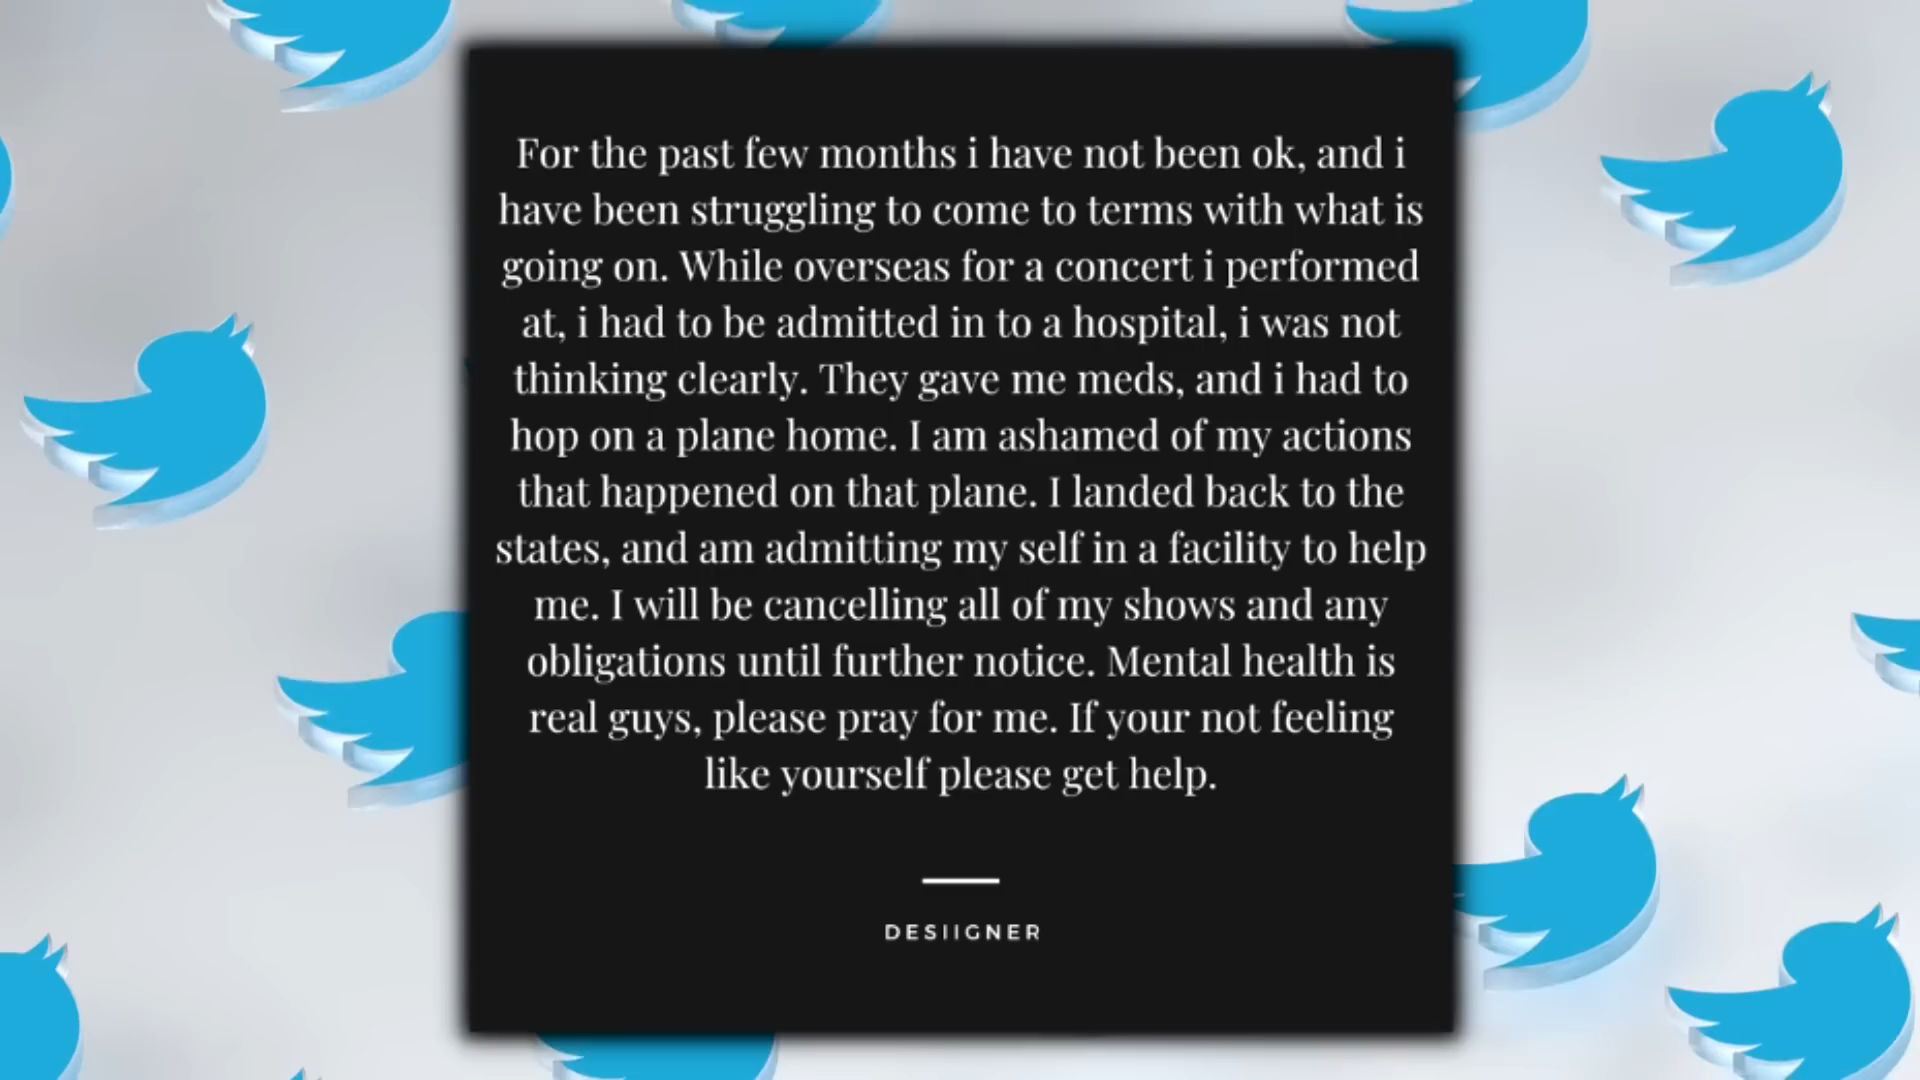 For the past few months i have not been ok, and i
have been struggling to come to terms with what is
going on. While overseas for a concert i performed
at, i had to be admitted in to a hospital, i was not
thinking clearly. They gave me meds, and i had to
hop on a plane home. I am ashamed of my actions
that happened on that plane. I landed back to the
states, and am admitting my self in a facility to help
me. I will be cancelling all of my shows and any
obligations until further notice. Mental health is
real guys, please pray for me. If your not feeling
like yourself please get help.
DESIIGNER